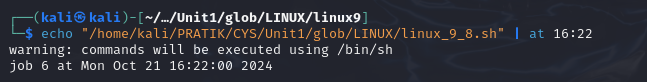 ┌──(kali㉿kali)-[~/…/Unit1/glob/LINUX/linux9]
└─$ echo "/home/kali/PRATIK/CYS/Unit1/glob/LINUX/linux_9_8.sh" | at 16:22
warning: commands will be executed using /bin/sh
job 6 at Mon Oct 21 16:22:00 2024